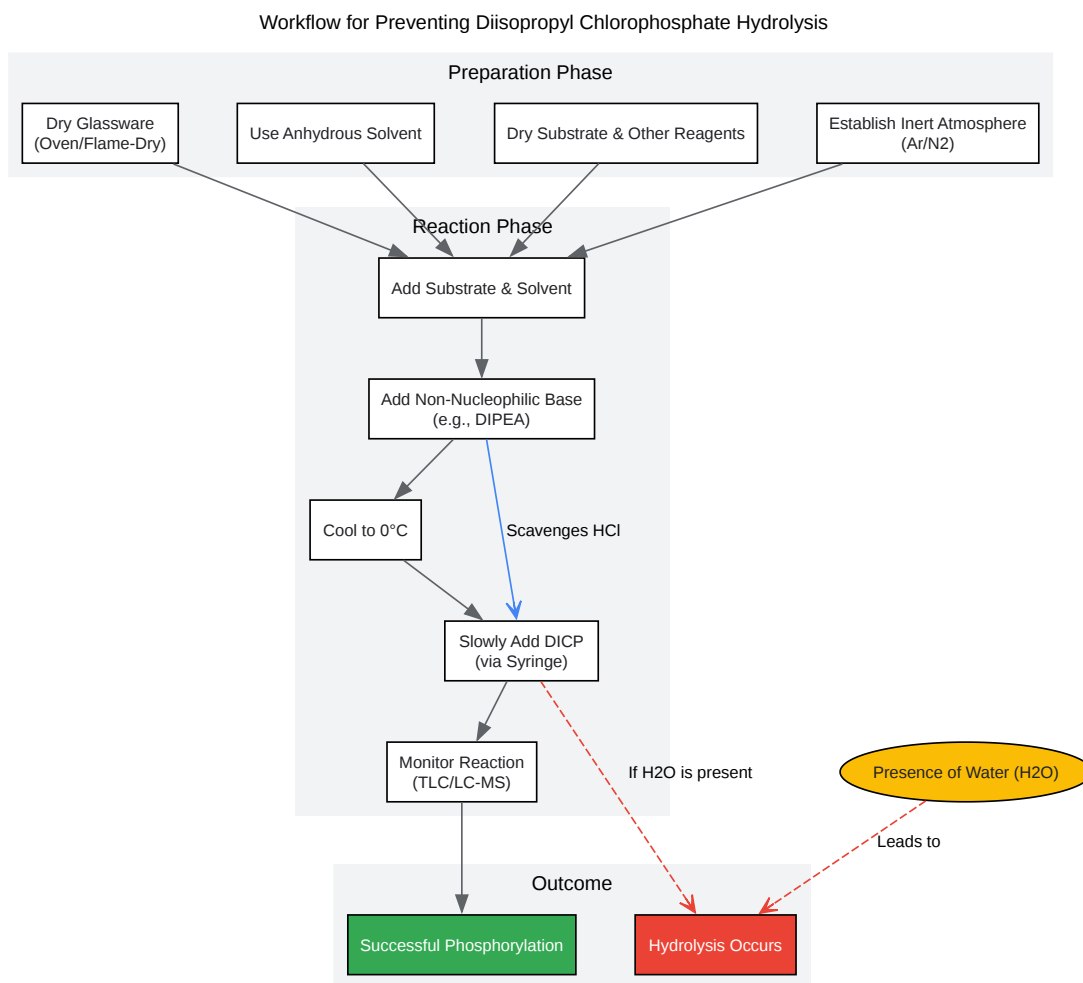 Workflow for Preventing Diisopropyl Chlorophosphate Hydrolysis
Preparation Phase
Dry Glassware
(Oven/Flame-Dry)
Use Anhydrous Solvent
Dry Substrate & Other Reagents
Establish Inert Atmosphere
(Ar/N2)
Reaction Phase
Add Substrate & Solvent
Add Non-Nucleophilic Base
(e.g., DIPEA)
Cool to 0°C
Scavenges HCl
Slowly Add DICP
(via Syringe)
Monitor Reaction
(TLC/LC-MS)
If H2O is present
Presence of Water (H2O)
Leads to
Outcome
Successful Phosphorylation
Hydrolysis Occurs